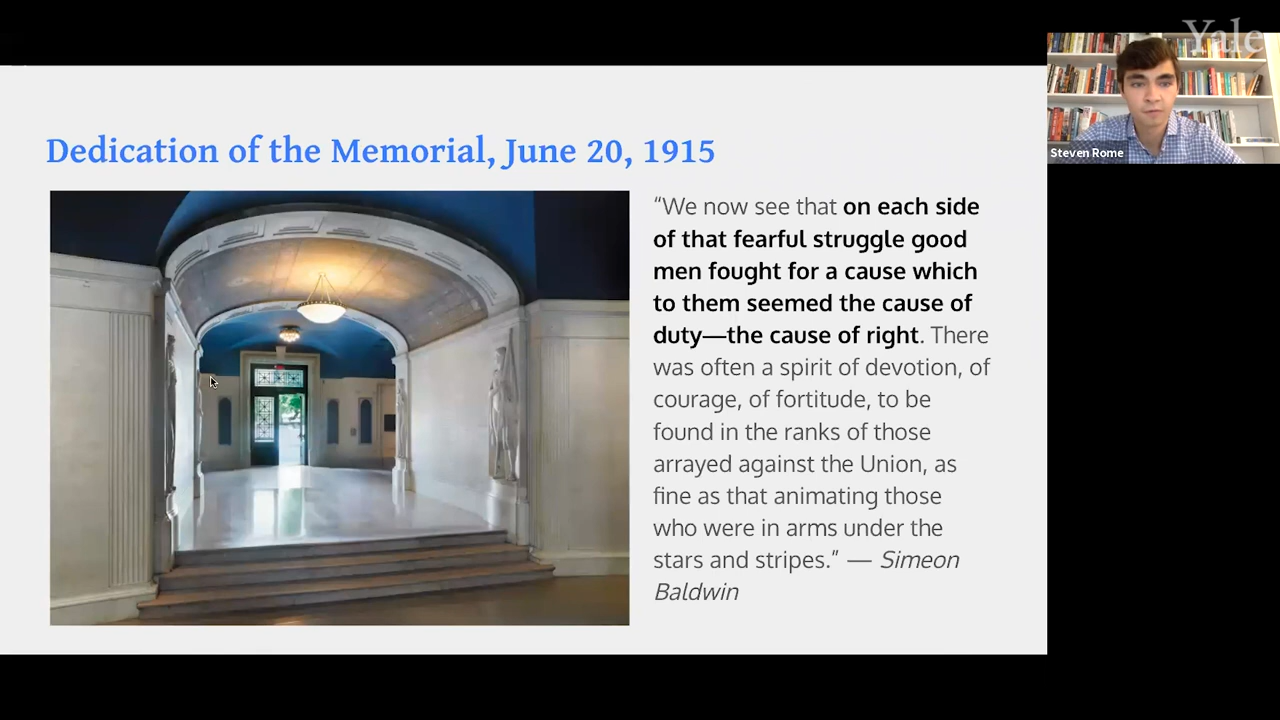 Yale
Steven Rome
Dedication of the Memorial, June 20, 1915
“We now see that on each side
of that fearful struggle good
men fought for a cause which
to them seemed the cause of
duty—the cause of right. There
was often a spirit of devotion, of
courage, of fortitude, to be
found in the ranks of those
arrayed against the Union, as
fine as that animating those
who were in arms under the
stars and stripes.” — Simeon
Baldwin